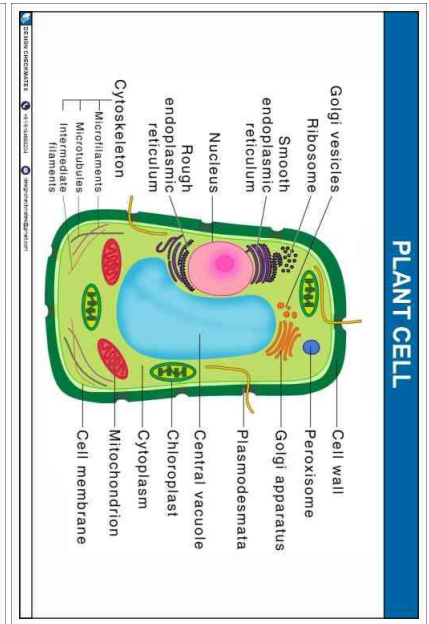 PLANT CELL
Golgi vesicles
Ribosome
Smooth
endoplasmic
reticulum
Nucleus
Rough
endoplasmic
reticulum
Cytoskeleton
Microfilaments
Microtubules
Intermediate
filaments
Cell wall
Peroxisome
Golgi apparatus
Plasmodesmata
Central vacuole
Chloroplast
Cytoplasm
Mitochondrion
Cell membrane
DESIGN CHECKMATES